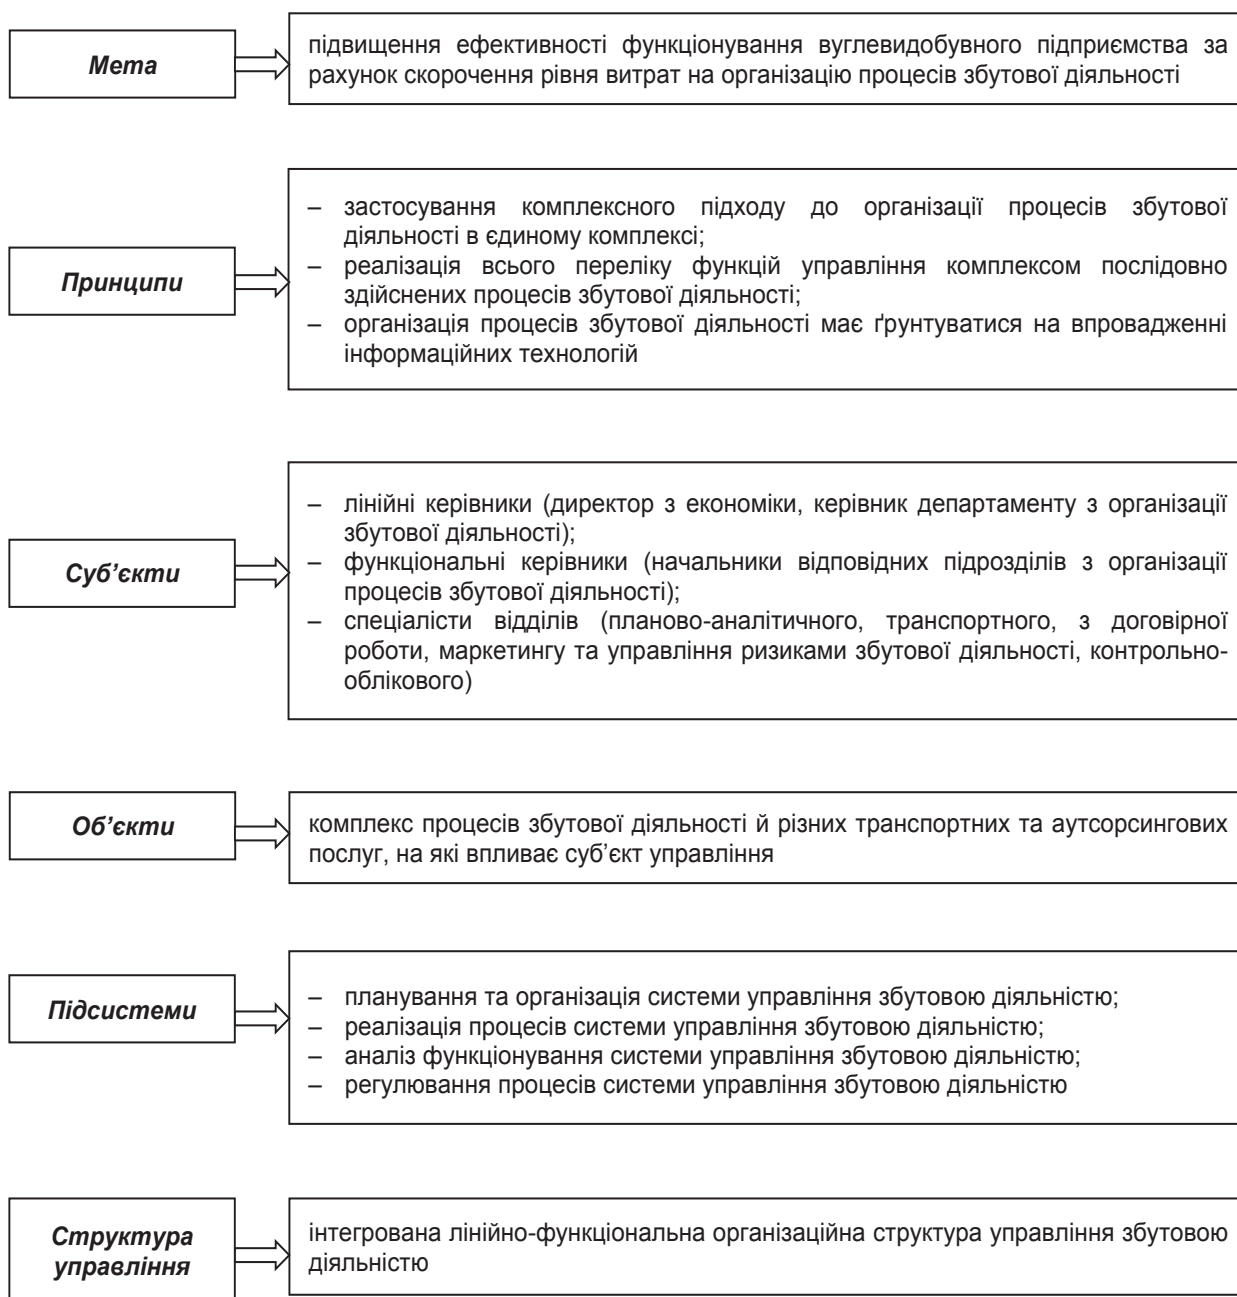 Мета
підвищення ефективності функціонування вуглевидобувного підприємства за
рахунок скорочення рівня витрат на організацію процесів збутової діяльності
Принципи
– застосування комплексного підходу до організації процесів збутової
діяльності в єдиному комплексі;
– реалізація всього переліку функцій управління комплексом послідовно
здійснених процесів збутової діяльності;
– організація процесів збутової діяльності має ґрунтуватися на впровадженні
інформаційних технологій
Суб’єкти
– лінійні керівники (директор з економіки, керівник департаменту з організації
збутової діяльності);
– функціональні керівники (начальники відповідних підрозділів з організації
процесів збутової діяльності);
– спеціалісти відділів (планово-аналітичного, транспортного, з договірної
роботи, маркетингу та управління ризиками збутової діяльності, контрольно-
облікового)
Об’єкти
комплекс процесів збутової діяльності й різних транспортних та аутсорсингових
послуг, на які впливає суб’єкт управління
Підсистеми
– планування та організація системи управління збутовою діяльністю;
– реалізація процесів системи управління збутовою діяльністю;
– аналіз функціонування системи управління збутовою діяльністю;
– регулювання процесів системи управління збутовою діяльністю
Структура
управління
інтегрована лінійно-функціональна організаційна структура управління збутовою
діяльністю